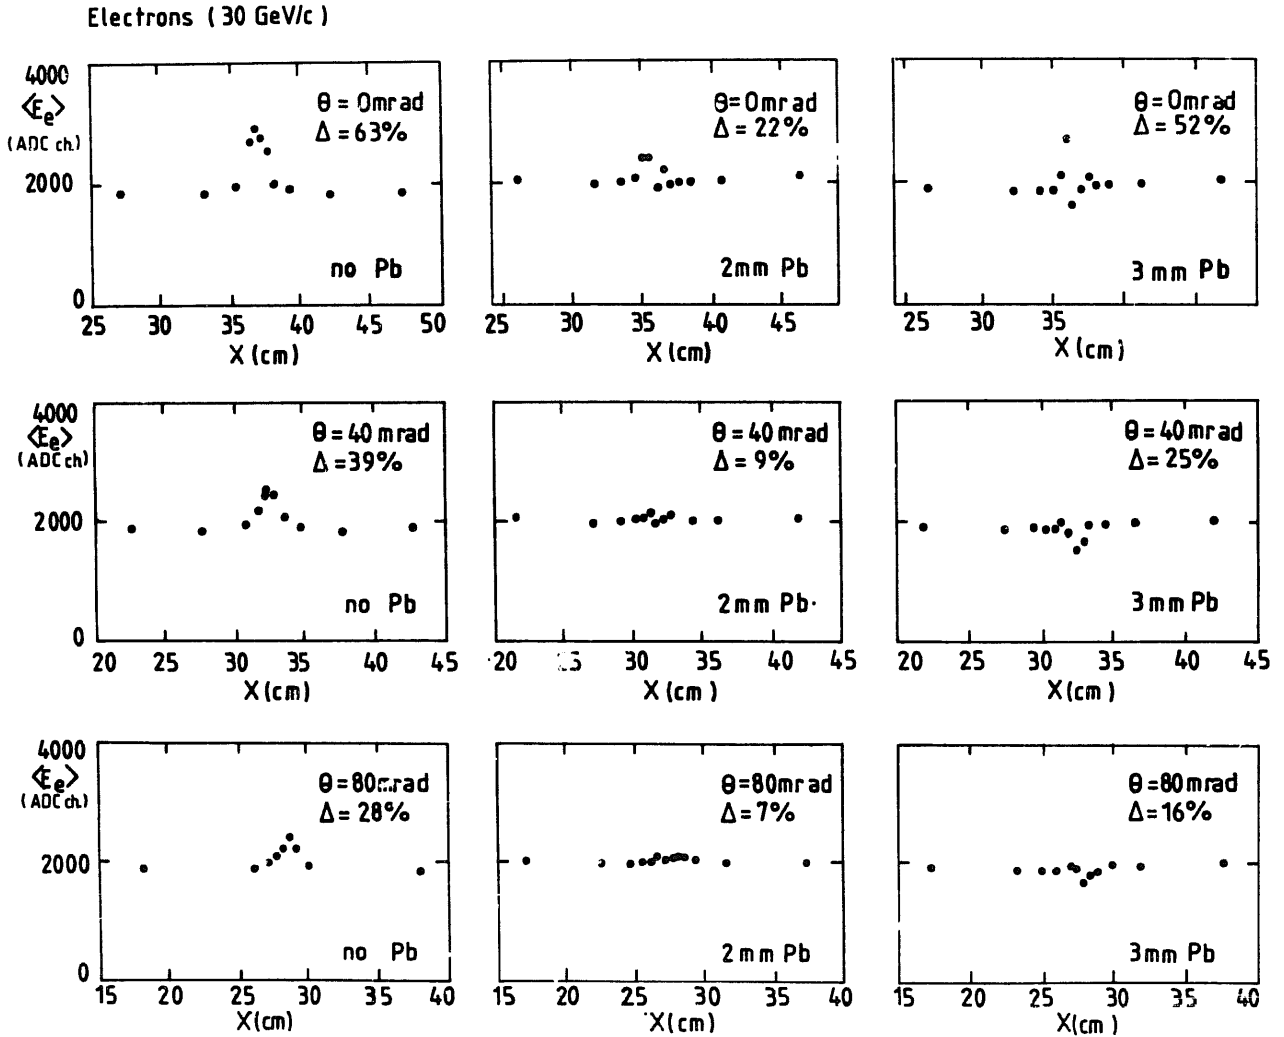 Electrons (30 GeV/c)
4000
⟨Ee⟩
(ADC ch.)
2000
0
θ = 0mrad
Δ = 63%
no Pb
25 30 35 40 45 50
X (cm)
θ = 0mrad
Δ = 22%
2mm Pb
25 30 35 40 45
X (cm)
θ = 0mrad
Δ = 52%
3mm Pb
25 30 35
X (cm)
4000
⟨Ee⟩
(ADC ch)
2000
0
θ = 40 mrad
Δ = 39%
no Pb
20 25 30 35 40 45
X (cm)
θ = 40 mrad
Δ = 9%
2mm Pb
20 25 30 35 40 45
X (cm)
θ = 40 mrad
Δ = 25%
3mm Pb
20 25 30 35 40 45
X (cm)
4000
⟨Ee⟩
(ADC ch.)
2000
0
θ = 80mrad
Δ = 28%
no Pb
15 20 25 30 35 40
X(cm)
θ = 80mrad
Δ = 7%
2mm Pb
15 20 25 30 35 40
X(cm)
θ = 80mrad
Δ = 16%
3mm Pb
15 20 25 30 35 40
X(cm)